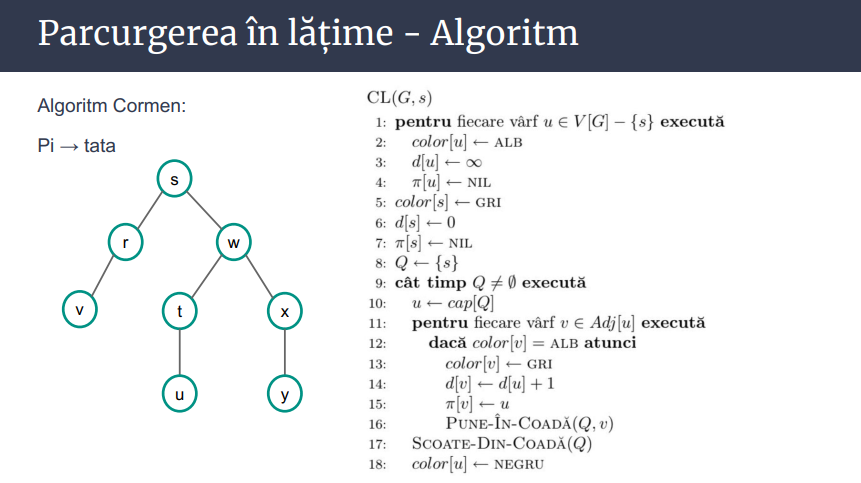 Parcurgerea în lățime - Algoritm
Algoritm Cormen:
Pi → tata
s
r
w
v
t
x
u
y
CL(G, s)
1: pentru fiecare vârf u ∈ V[G] − {s} execută
2: color[u] ← ALB
3: d[u] ← ∞
4: π[u] ← NIL
5: color[s] ← GRI
6: d[s] ← 0
7: π[s] ← NIL
8: Q ← {s}
9: cât timp Q ≠ ∅ execută
10: u ← cap[Q]
11: pentru fiecare vârf v ∈ Adj[u] execută
12: dacă color[v] = ALB atunci
13: color[v] ← GRI
14: d[v] ← d[u] + 1
15: π[v] ← u
16: PUNE-ÎN-COADĂ(Q, v)
17: SCOATE-DIN-COADĂ(Q)
18: color[u] ← NEGRU